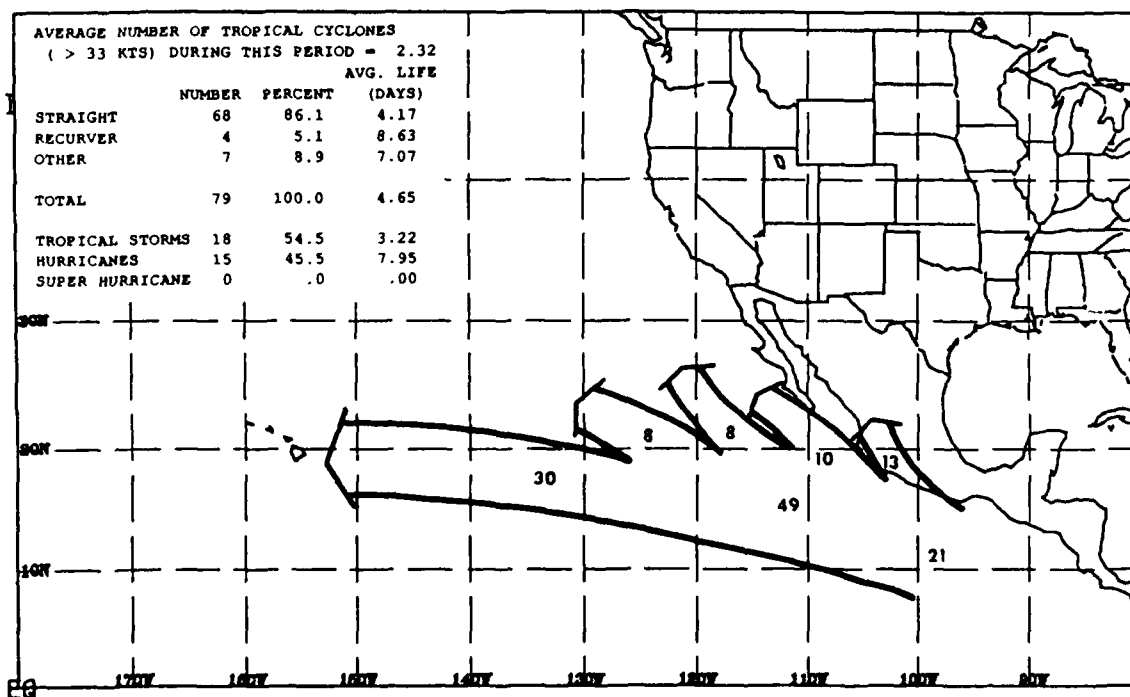 AVERAGE NUMBER OF TROPICAL CYCLONES
( > 33 KTS) DURING THIS PERIOD = 2.32
AVG. LIFE
NUMBER PERCENT (DAYS)
STRAIGHT 68 86.1 4.17
RECURVER 4 5.1 8.63
OTHER 7 8.9 7.07
TOTAL 79 100.0 4.65
TROPICAL STORMS 18 54.5 3.22
HURRICANES 15 45.5 7.95
SUPER HURRICANE 0 .0 .00
30N
20N
8 8 10 13
30
49
21
10N
EQ 170W 160W 150W 140W 130W 120W 110W 100W 80W